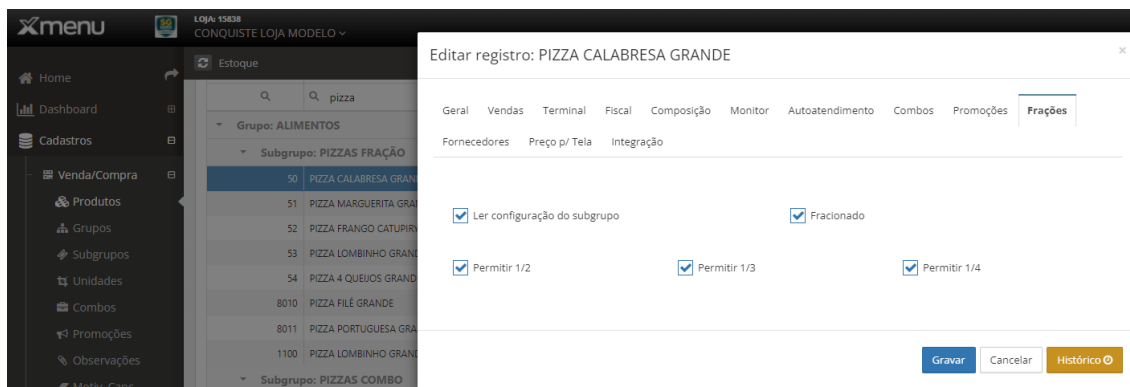 Xmenu
SG
LOJA: 15838
CONQUISTE LOJA MODELO
Estoque
Home
Dashboard
Cadastros
Venda/Compra
Produtos
Grupos
Subgrupos
Unidades
Combos
Promoções
Observações
pizza
Grupo: ALIMENTOS
Subgrupo: PIZZAS FRAÇÃO
50 PIZZA CALABRESA GRAN
51 PIZZA MARGUERITA GRA
52 PIZZA FRANGO CATUPIRY
53 PIZZA LOMBINHO GRAND
54 PIZZA 4 QUEIJOS GRAND
8010 PIZZA FILÉ GRANDE
8011 PIZZA PORTUGUESA GRA
1100 PIZZA LOMBINHO GRAND
Subgrupo: PIZZAS COMBO
Editar registro: PIZZA CALABRESA GRANDE
×
Geral Vendas Terminal Fiscal Composição Monitor Autoatendimento Combos Promoções Frações
Fornecedores Preço p/ Tela Integração
Ler configuração do subgrupo Fracionado
Permitir 1/2 Permitir 1/3 Permitir 1/4
Gravar Cancelar Histórico